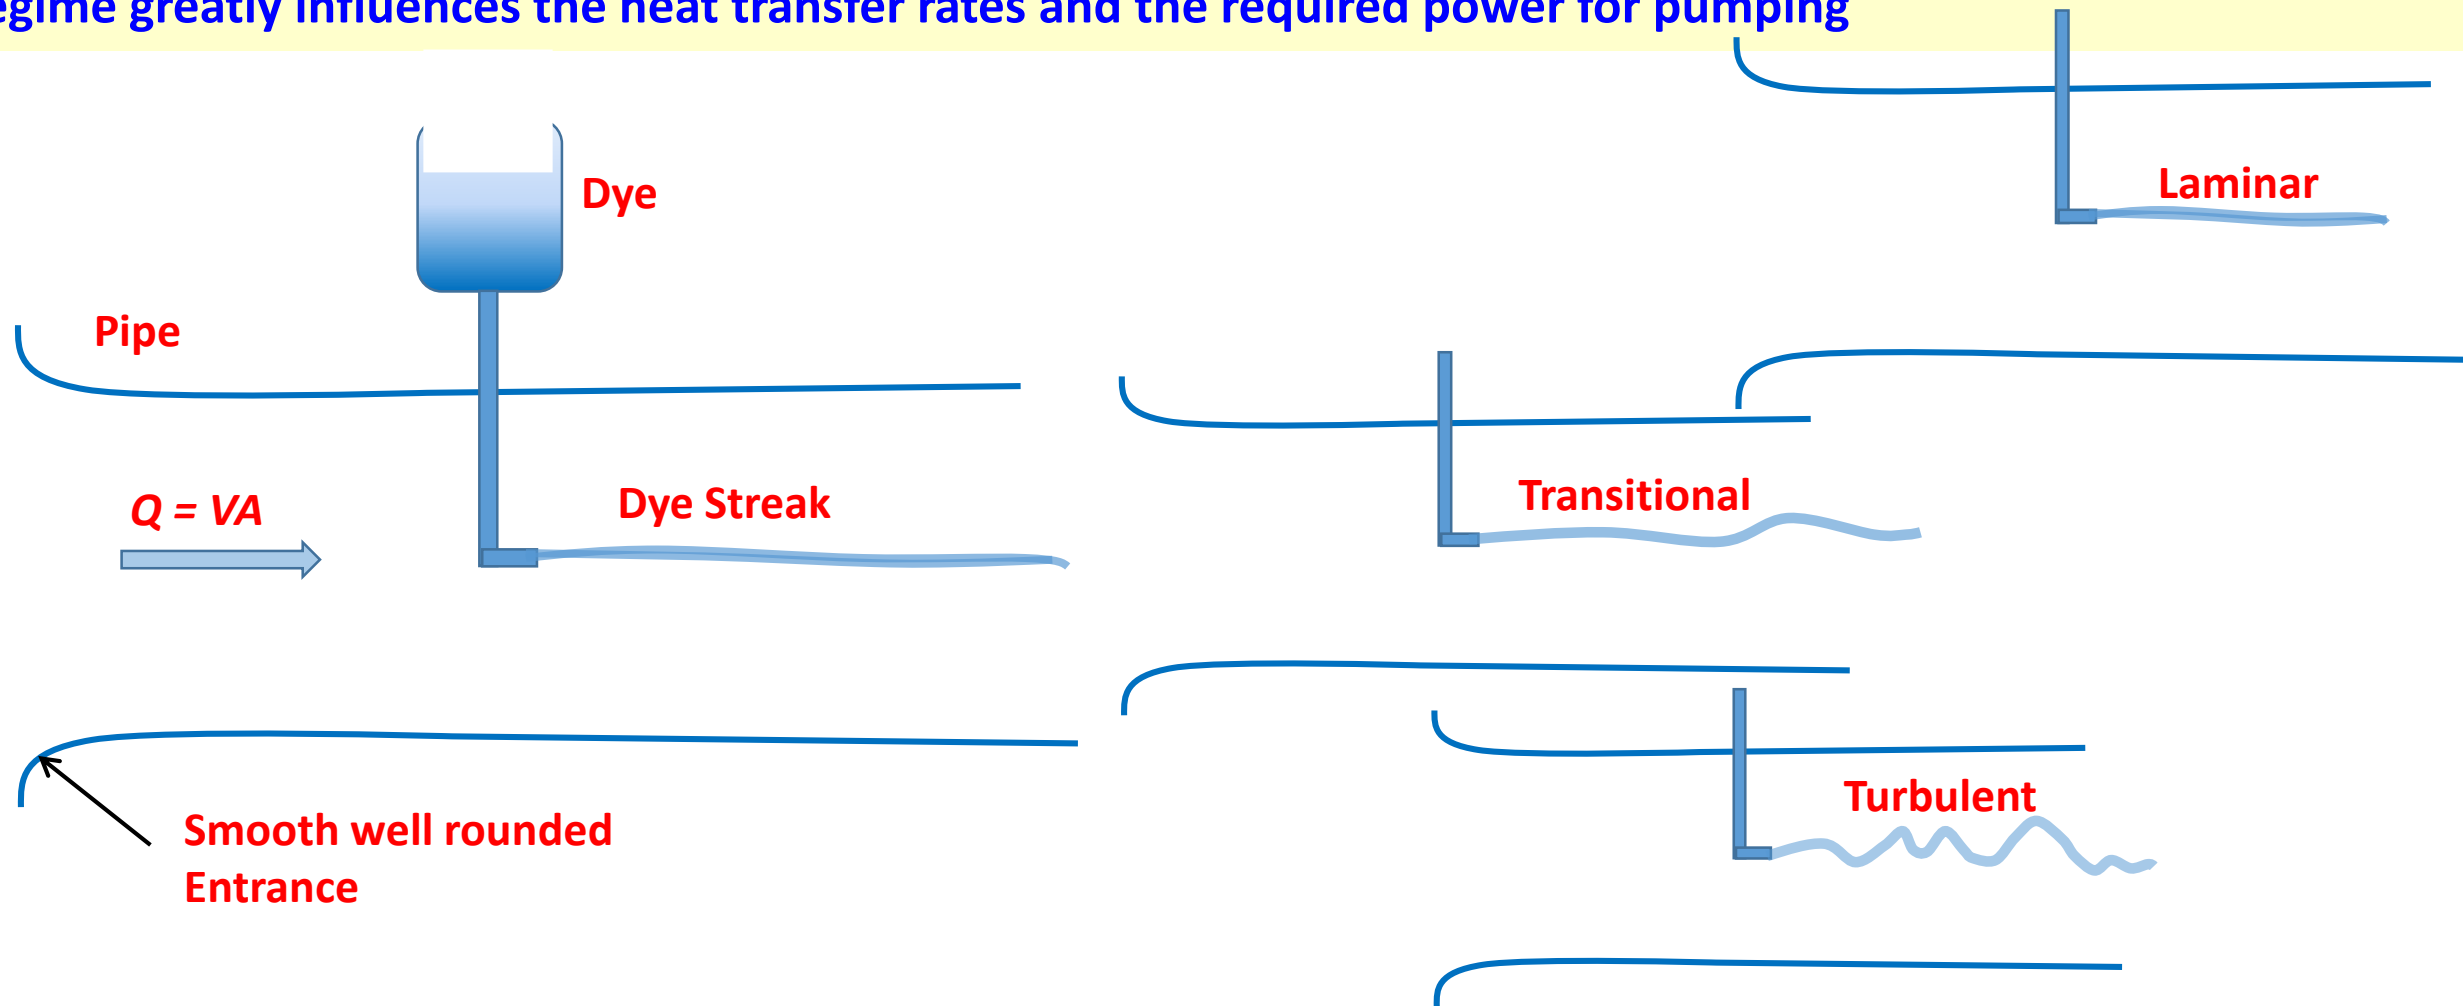 greatly influences the heat transfer rates and the required power for pumping
Dye
Laminar
Pipe
Transitional
Q = VA
Dye Streak
Turbulent
Smooth well rounded
Entrance